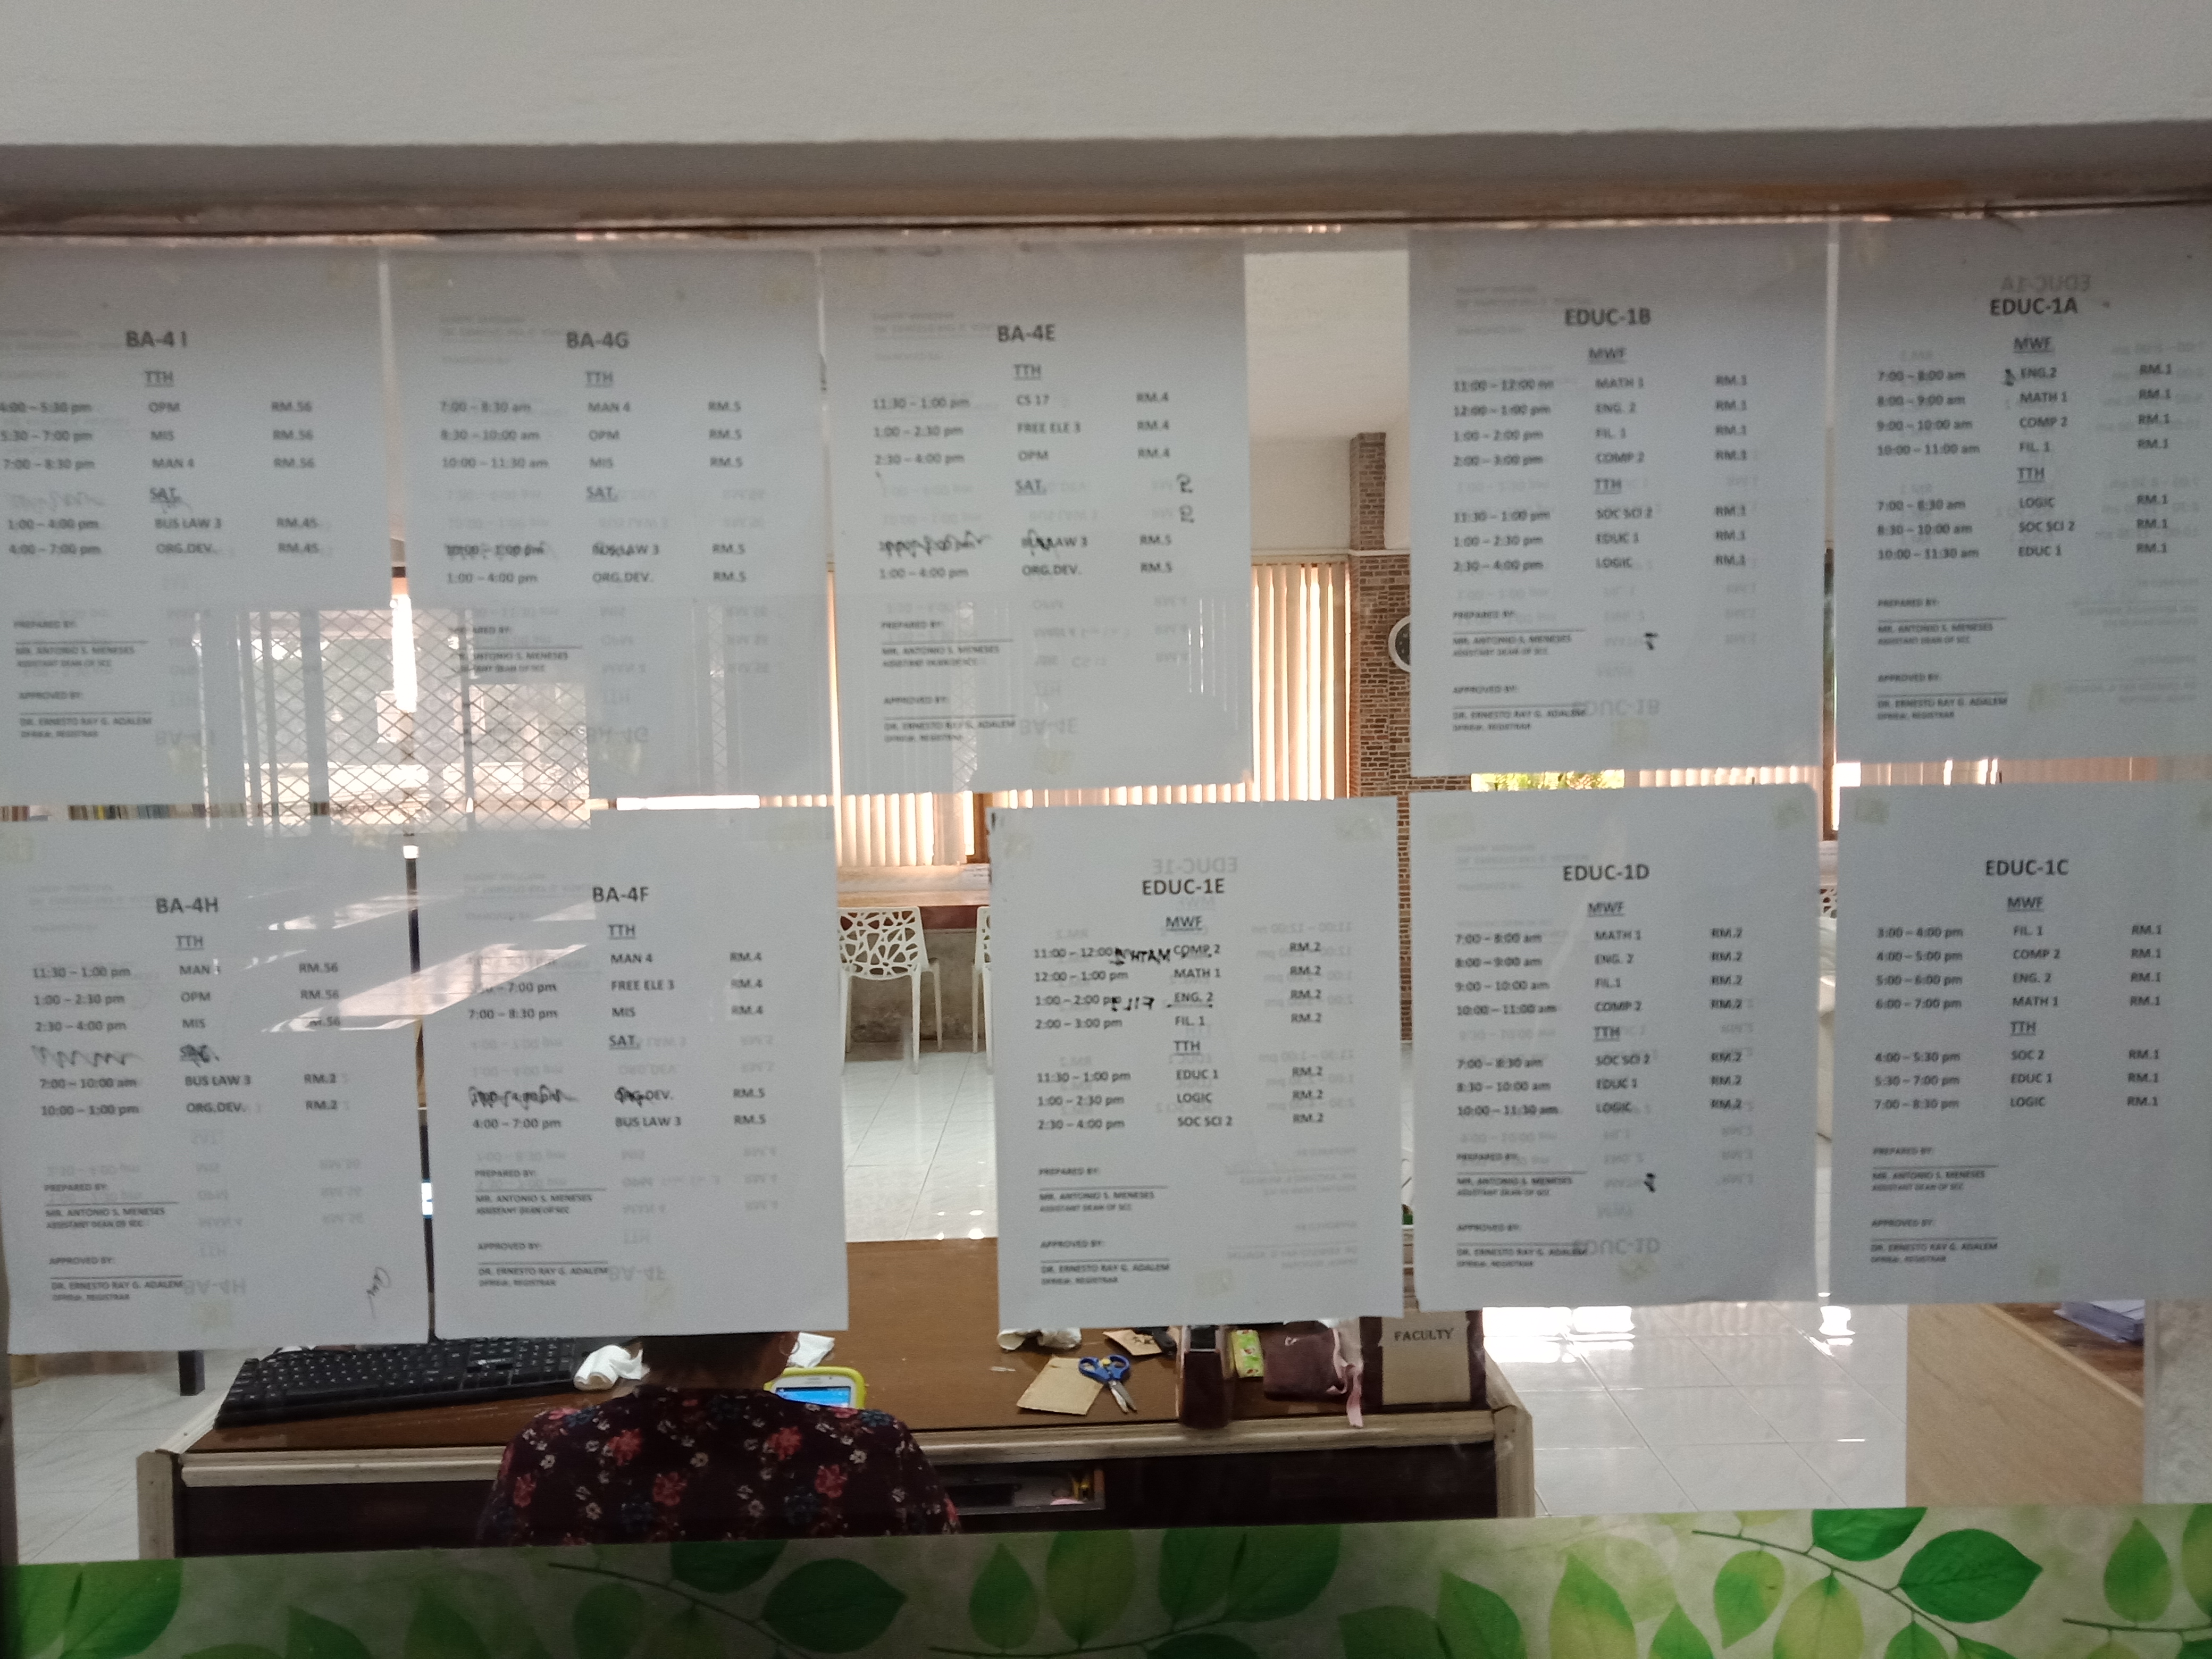 BA-4 I
TTH
4:00 – 5:30 pm OPM RM.56
5:30 – 7:00 pm MIS RM.56
7:00 – 8:30 pm MAN 4 RM.56
SAT.
1:00 – 4:00 pm BUS LAW 3 RM.45
4:00 – 7:00 pm ORG.DEV. RM.45
PREPARED BY:
MR. ANTONIO S. MENESES
ASSISTANT DEAN OF SCC
APPROVED BY:
DR. ERNESTO RAY G. ADALEM
REGISTRAR
BA-4G
TTH
7:00 – 8:30 am MAN 4 RM.5
8:30 – 10:00 am OPM RM.5
10:00 – 11:30 am MIS RM.5
SAT.
10:00 – 1:00 pm BUS LAW 3 RM.5
1:00 – 4:00 pm ORG.DEV. RM.5
PREPARED BY:
MR. ANTONIO S. MENESES
ASSISTANT DEAN OF SCC
BA-4E
TTH
11:30 – 1:00 pm CS 17 RM.4
1:00 – 2:30 pm FREE ELE 3 RM.4
2:30 – 4:00 pm OPM RM.4
SAT.
LAW 3 RM.5
1:00 – 4:00 pm ORG.DEV. RM.5
PREPARED BY:
MR. ANTONIO S. MENESES
ASSISTANT DEAN OF SCC
APPROVED BY:
DR. ERNESTO RAY G. ADALEM
REGISTRAR
EDUC-1B
MWF
11:00 – 12:00 nn MATH 1 RM.1
12:00 – 1:00 pm ENG. 2 RM.1
1:00 – 2:00 pm FIL. 1 RM.1
2:00 – 3:00 pm COMP 2 RM.1
TTH
11:30 – 1:00 pm SOC SCI 2 RM.1
1:00 – 2:30 pm EDUC 1 RM.1
2:30 – 4:00 pm LOGIC RM.1
PREPARED BY:
MR. ANTONIO S. MENESES
ASSISTANT DEAN OF SCC
APPROVED BY:
DR. ERNESTO RAY G. ADALEM
REGISTRAR
EDUC-1A
MWF
7:00 – 8:00 am ENG.2 RM.1
8:00 – 9:00 am MATH 1 RM.1
9:00 – 10:00 am COMP 2 RM.1
10:00 – 11:00 am FIL. 1 RM.1
TTH
7:00 – 8:30 am LOGIC RM.1
8:30 – 10:00 am SOC SCI 2 RM.1
10:00 – 11:30 am EDUC 1 RM.1
PREPARED BY:
MR. ANTONIO S. MENESES
ASSISTANT DEAN OF SCC
APPROVED BY:
DR. ERNESTO RAY G. ADALEM
REGISTRAR
BA-4H
TTH
11:30 – 1:00 pm MAN RM.56
1:00 – 2:30 pm OPM RM.56
2:30 – 4:00 pm MIS
7:00 – 10:00 am BUS LAW 3 RM.2
10:00 – 1:00 pm ORG.DEV. RM.2
PREPARED BY:
MR. ANTONIO S. MENESES
ASSISTANT DEAN OF SCC
APPROVED BY:
DR. ERNESTO RAY G. ADALEM
REGISTRAR
BA-4F
TTH
MAN 4 RM.4
7:00 pm FREE ELE 3 RM.4
7:00 – 8:30 pm MIS RM.4
SAT.
DEV. RM.5
4:00 – 7:00 pm BUS LAW 3 RM.5
PREPARED BY:
MR. ANTONIO S. MENESES
ASSISTANT DEAN OF SCC
APPROVED BY:
DR. ERNESTO RAY G. ADALEM
REGISTRAR
EDUC-1E
MWF
11:00 – 12:00 COMP 2 RM.2
12:00 – 1:00 pm MATH 1 RM.2
1:00 – 2:00 pm ENG. 2 RM.2
2:00 – 3:00 pm FIL. 1 RM.2
TTH
11:30 – 1:00 pm EDUC 1 RM.2
1:00 – 2:30 pm LOGIC RM.2
2:30 – 4:00 pm SOC SCI 2 RM.2
PREPARED BY:
MR. ANTONIO S. MENESES
ASSISTANT DEAN OF SCC
APPROVED BY:
DR. ERNESTO RAY G. ADALEM
REGISTRAR
EDUC-1D
MWF
7:00 – 8:00 am MATH 1 RM.2
8:00 – 9:00 am ENG. 2 RM.2
9:00 – 10:00 am FIL.1 RM.2
10:00 – 11:00 am COMP 2 RM.2
TTH
7:00 – 8:30 am SOC SCI 2 RM.2
8:30 – 10:00 am EDUC 1 RM.2
10:00 – 11:30 am LOGIC RM.2
PREPARED BY:
MR. ANTONIO S. MENESES
ASSISTANT DEAN OF SCC
APPROVED BY:
DR. ERNESTO RAY G. ADALEM
REGISTRAR
EDUC-1C
MWF
3:00 – 4:00 pm FIL. 1 RM.1
4:00 – 5:00 pm COMP 2 RM.1
5:00 – 6:00 pm ENG. 2 RM.1
6:00 – 7:00 pm MATH 1 RM.1
TTH
4:00 – 5:30 pm SOC 2 RM.1
5:30 – 7:00 pm EDUC 1 RM.1
7:00 – 8:30 pm LOGIC RM.1
PREPARED BY:
MR. ANTONIO S. MENESES
ASSISTANT DEAN OF SCC
APPROVED BY:
DR. ERNESTO RAY G. ADALEM
REGISTRAR
FACULTY